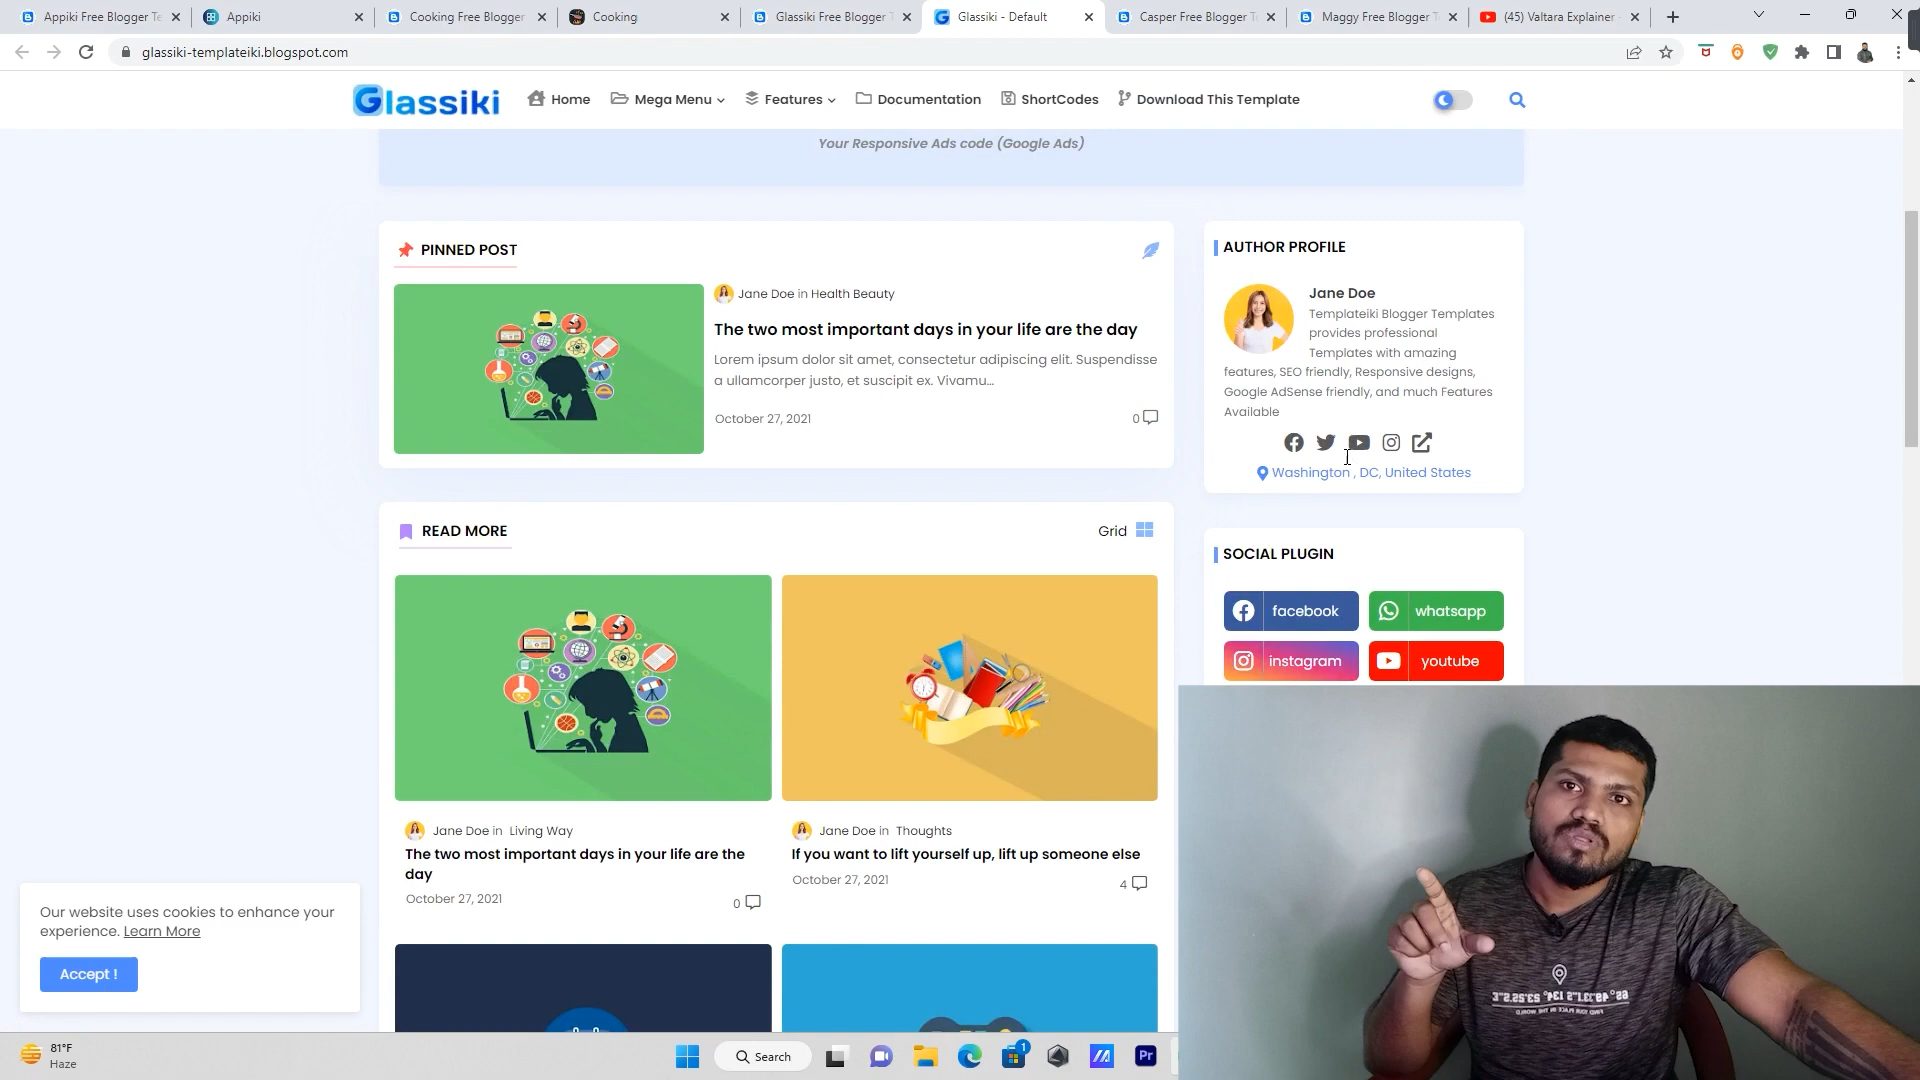 Appiki Free Blogger Te
Appiki
Cooking Free Blogger
Cooking
Glassiki Free Blogger T
Glassiki - Default
Casper Free Blogger Te
Maggy Free Blogger T
(45) Valtara Explainer
glassiki-templateiki.blogspot.com
Glassiki
Home
Mega Menu
Features
Documentation
ShortCodes
Download This Template
Your Responsive Ads code (Google Ads)
PINNED POST
Jane Doe in Health Beauty
The two most important days in your life are the day
Lorem ipsum dolor sit amet, consectetur adipiscing elit. Suspendisse
a ullamcorper justo, et suscipit ex. Vivamu...
October 27, 2021
0
AUTHOR PROFILE
Jane Doe
Templateiki Blogger Templates
provides professional
Templates with amazing
features, SEO friendly, Responsive designs,
Google AdSense friendly, and much Features
Available
Washington , DC, United States
READ MORE
Grid
SOCIAL PLUGIN
facebook
whatsapp
instagram
youtube
Jane Doe in Living Way
The two most important days in your life are the
day
October 27, 2021
0
Jane Doe in Thoughts
If you want to lift yourself up, lift up someone else
October 27, 2021
4
Our website uses cookies to enhance your
experience. Learn More
Accept !
81°F
Haze
Search
1
Pr